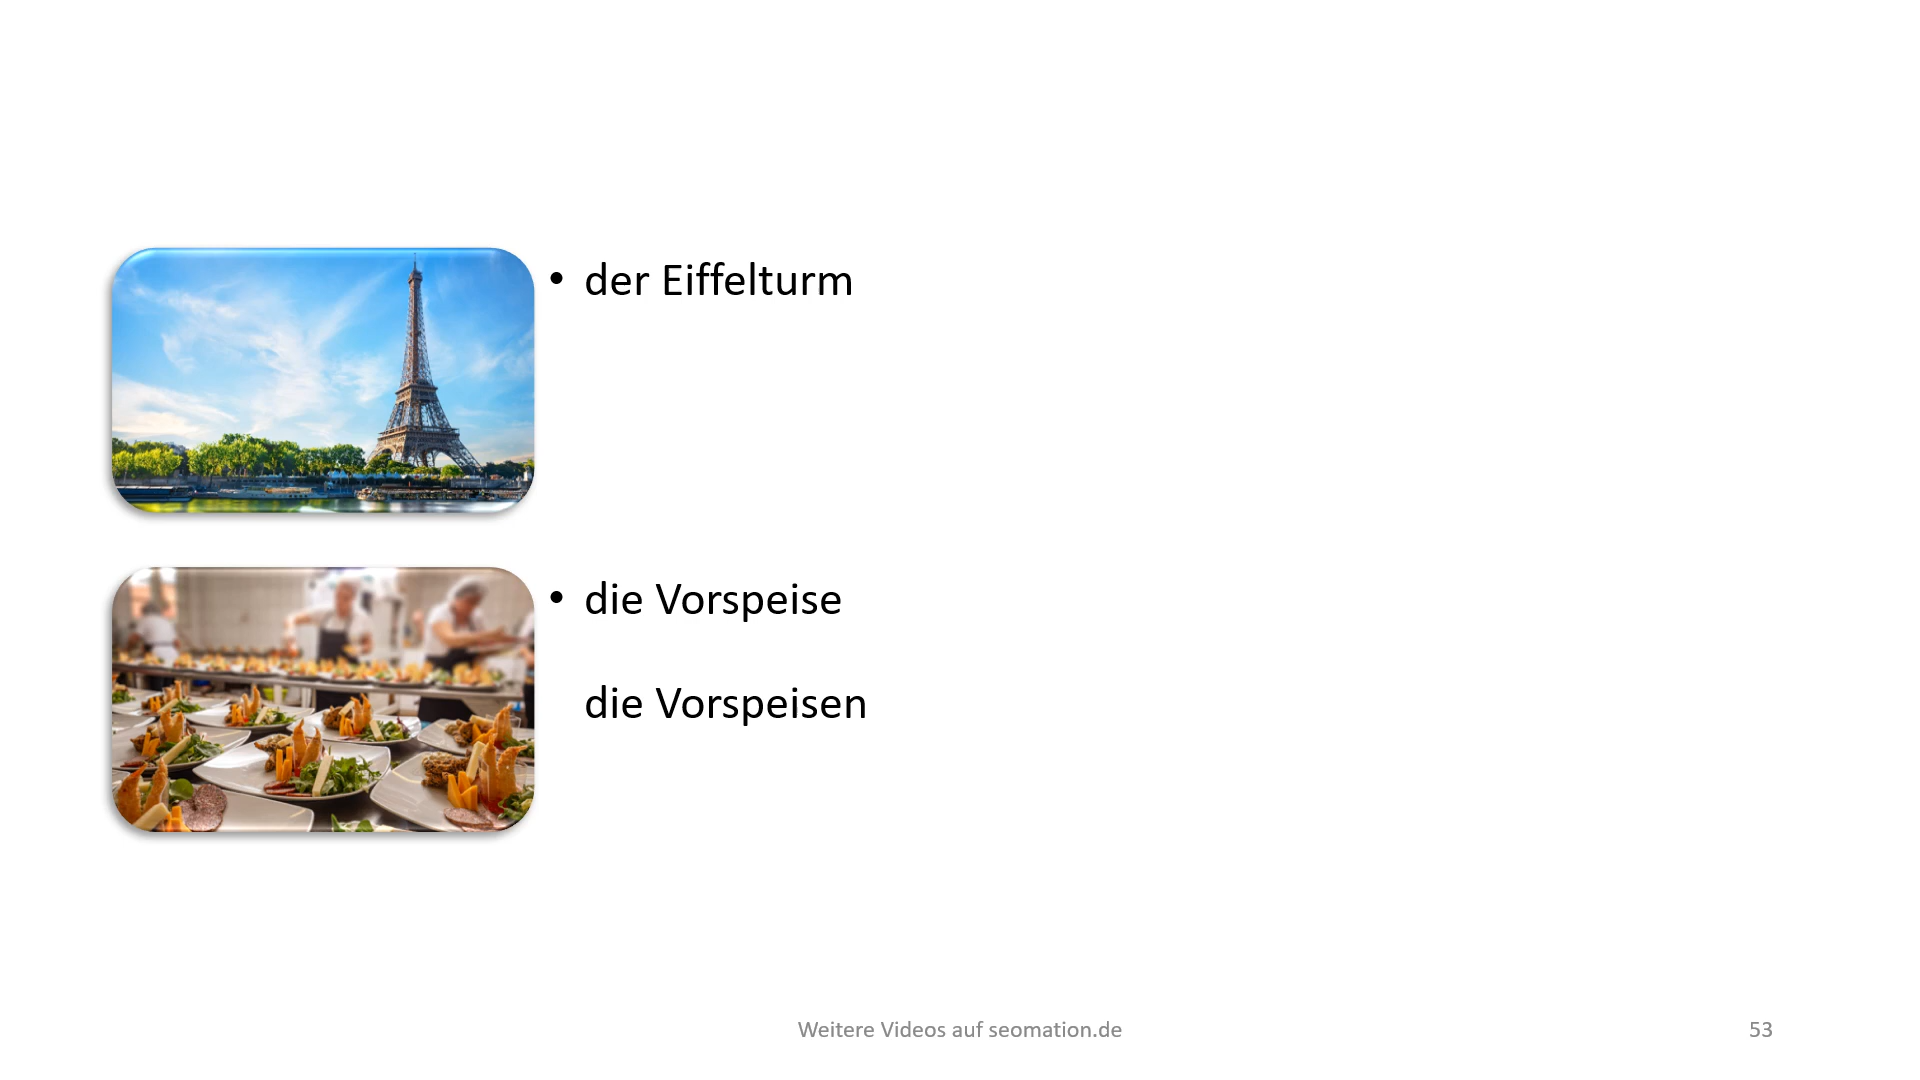 • der Eiffelturm
• die Vorspeise
die Vorspeisen
Weitere Videos auf seomation.de
53